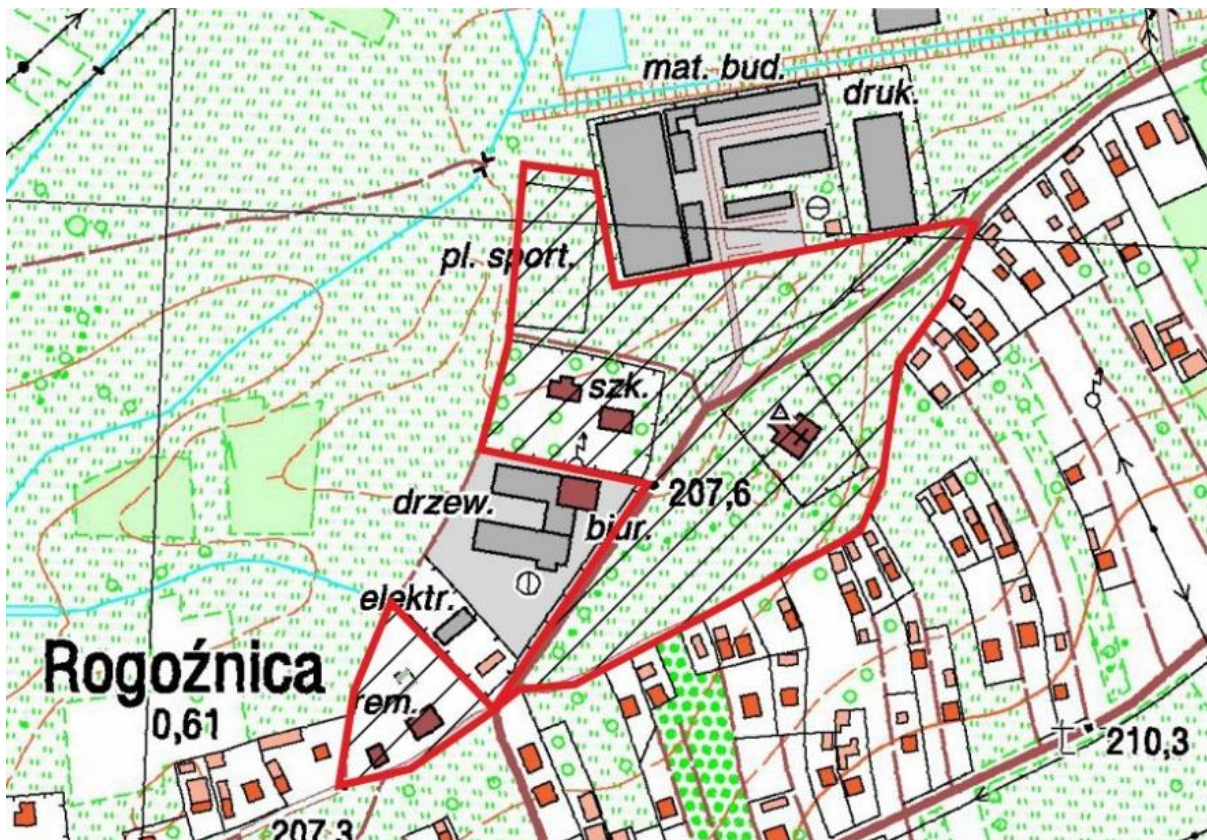 mat. bud.
druk.
pl. sport.
szk.
207,6
drzew.
biur.
elektr.
Rogoźnica
0,61
rem.
210,3
207,3